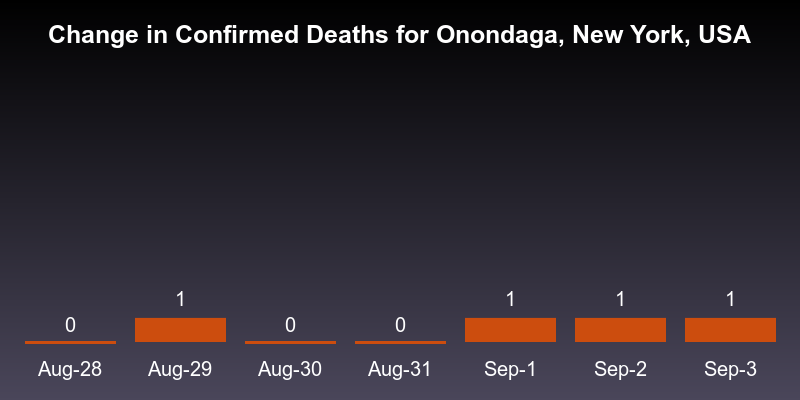 Change in Confirmed Deaths for Onondaga, New York, USA
0 1 0 0 1 1 1
Aug-28 Aug-29 Aug-30 Aug-31 Sep-1 Sep-2 Sep-3